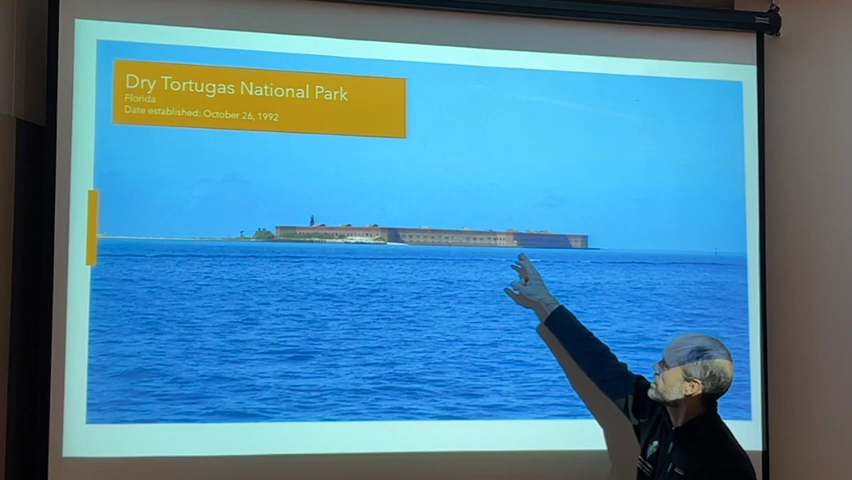 Dry Tortugas National Park
Florida
Date established: October 26, 1992